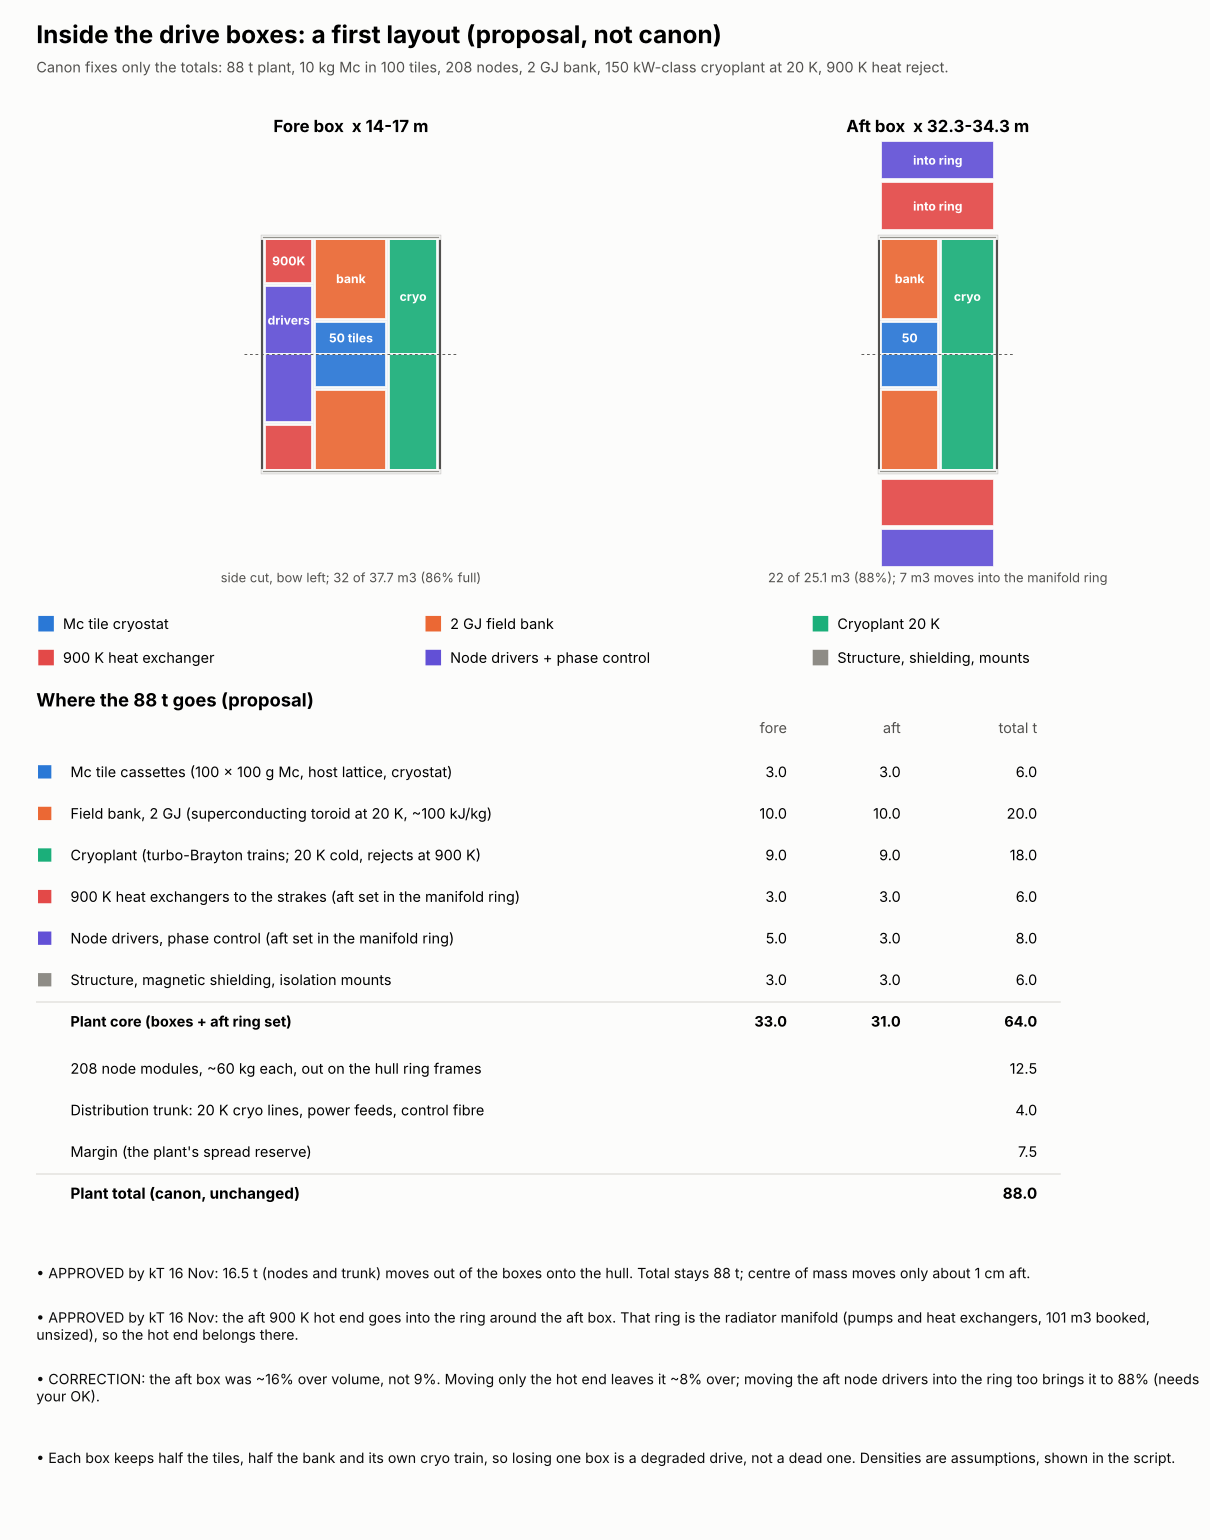 Inside the drive boxes: a first layout (proposal, not canon)
Canon fixes only the totals: 88 t plant, 10 kg Mc in 100 tiles, 208 nodes, 2 GJ bank, 150 kW-class cryoplant at 20 K, 900 K heat reject.
Fore box  x 14-17 m
900K
drivers
bank
50 tiles
cryo
side cut, bow left; 32 of 37.7 m3 (86% full)
Aft box  x 32.3-34.3 m
into ring
into ring
bank
50
cryo
22 of 25.1 m3 (88%); 7 m3 moves into the manifold ring
Mc tile cryostat
2 GJ field bank
Cryoplant 20 K
900 K heat exchanger
Node drivers + phase control
Structure, shielding, mounts
Where the 88 t goes (proposal)
fore aft total t
Mc tile cassettes (100 × 100 g Mc, host lattice, cryostat) 3.0 3.0 6.0
Field bank, 2 GJ (superconducting toroid at 20 K, ~100 kJ/kg) 10.0 10.0 20.0
Cryoplant (turbo-Brayton trains; 20 K cold, rejects at 900 K) 9.0 9.0 18.0
900 K heat exchangers to the strakes (aft set in the manifold ring) 3.0 3.0 6.0
Node drivers, phase control (aft set in the manifold ring) 5.0 3.0 8.0
Structure, magnetic shielding, isolation mounts 3.0 3.0 6.0
Plant core (boxes + aft ring set) 33.0 31.0 64.0
208 node modules, ~60 kg each, out on the hull ring frames 12.5
Distribution trunk: 20 K cryo lines, power feeds, control fibre 4.0
Margin (the plant's spread reserve) 7.5
Plant total (canon, unchanged) 88.0
• APPROVED by kT 16 Nov: 16.5 t (nodes and trunk) moves out of the boxes onto the hull. Total stays 88 t; centre of mass moves only about 1 cm aft.
• APPROVED by kT 16 Nov: the aft 900 K hot end goes into the ring around the aft box. That ring is the radiator manifold (pumps and heat exchangers, 101 m3 booked,
unsized), so the hot end belongs there.
• CORRECTION: the aft box was ~16% over volume, not 9%. Moving only the hot end leaves it ~8% over; moving the aft node drivers into the ring too brings it to 88% (needs
your OK).
• Each box keeps half the tiles, half the bank and its own cryo train, so losing one box is a degraded drive, not a dead one. Densities are assumptions, shown in the script.